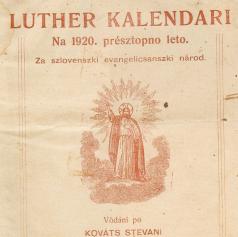 LUTHER KALENDARI
Na 1920. présztopno leto.
Za szlovenszki evangelicsanszki národ.
Vödáni po
KOVÁTS STEVANI